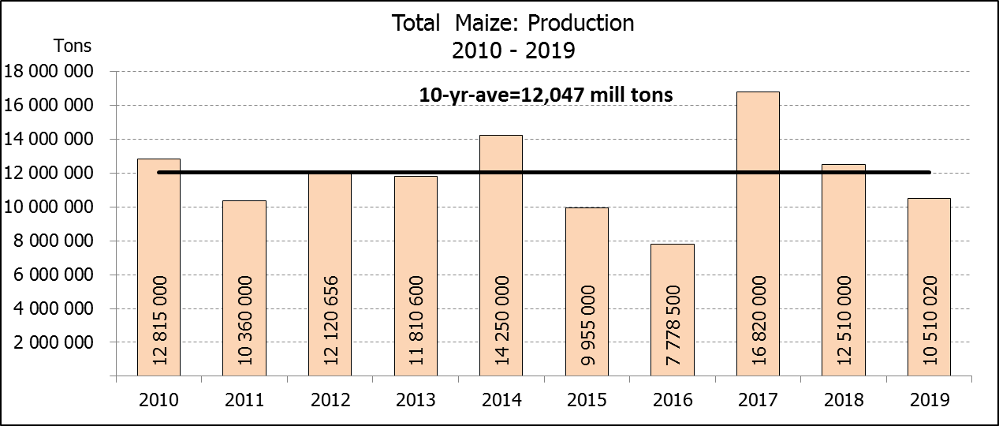 Total Maize: Production
2010 - 2019
Tons
10-yr-ave=12,047 mill tons
18 000 000
16 000 000
14 000 000
12 000 000
10 000 000
8 000 000
6 000 000
4 000 000
2 000 000
12 815 000
10 360 000
12 120 656
11 810 600
14 250 000
9 955 000
7 778 500
16 820 000
12 510 000
10 510 020
2010 2011 2012 2013 2014 2015 2016 2017 2018 2019